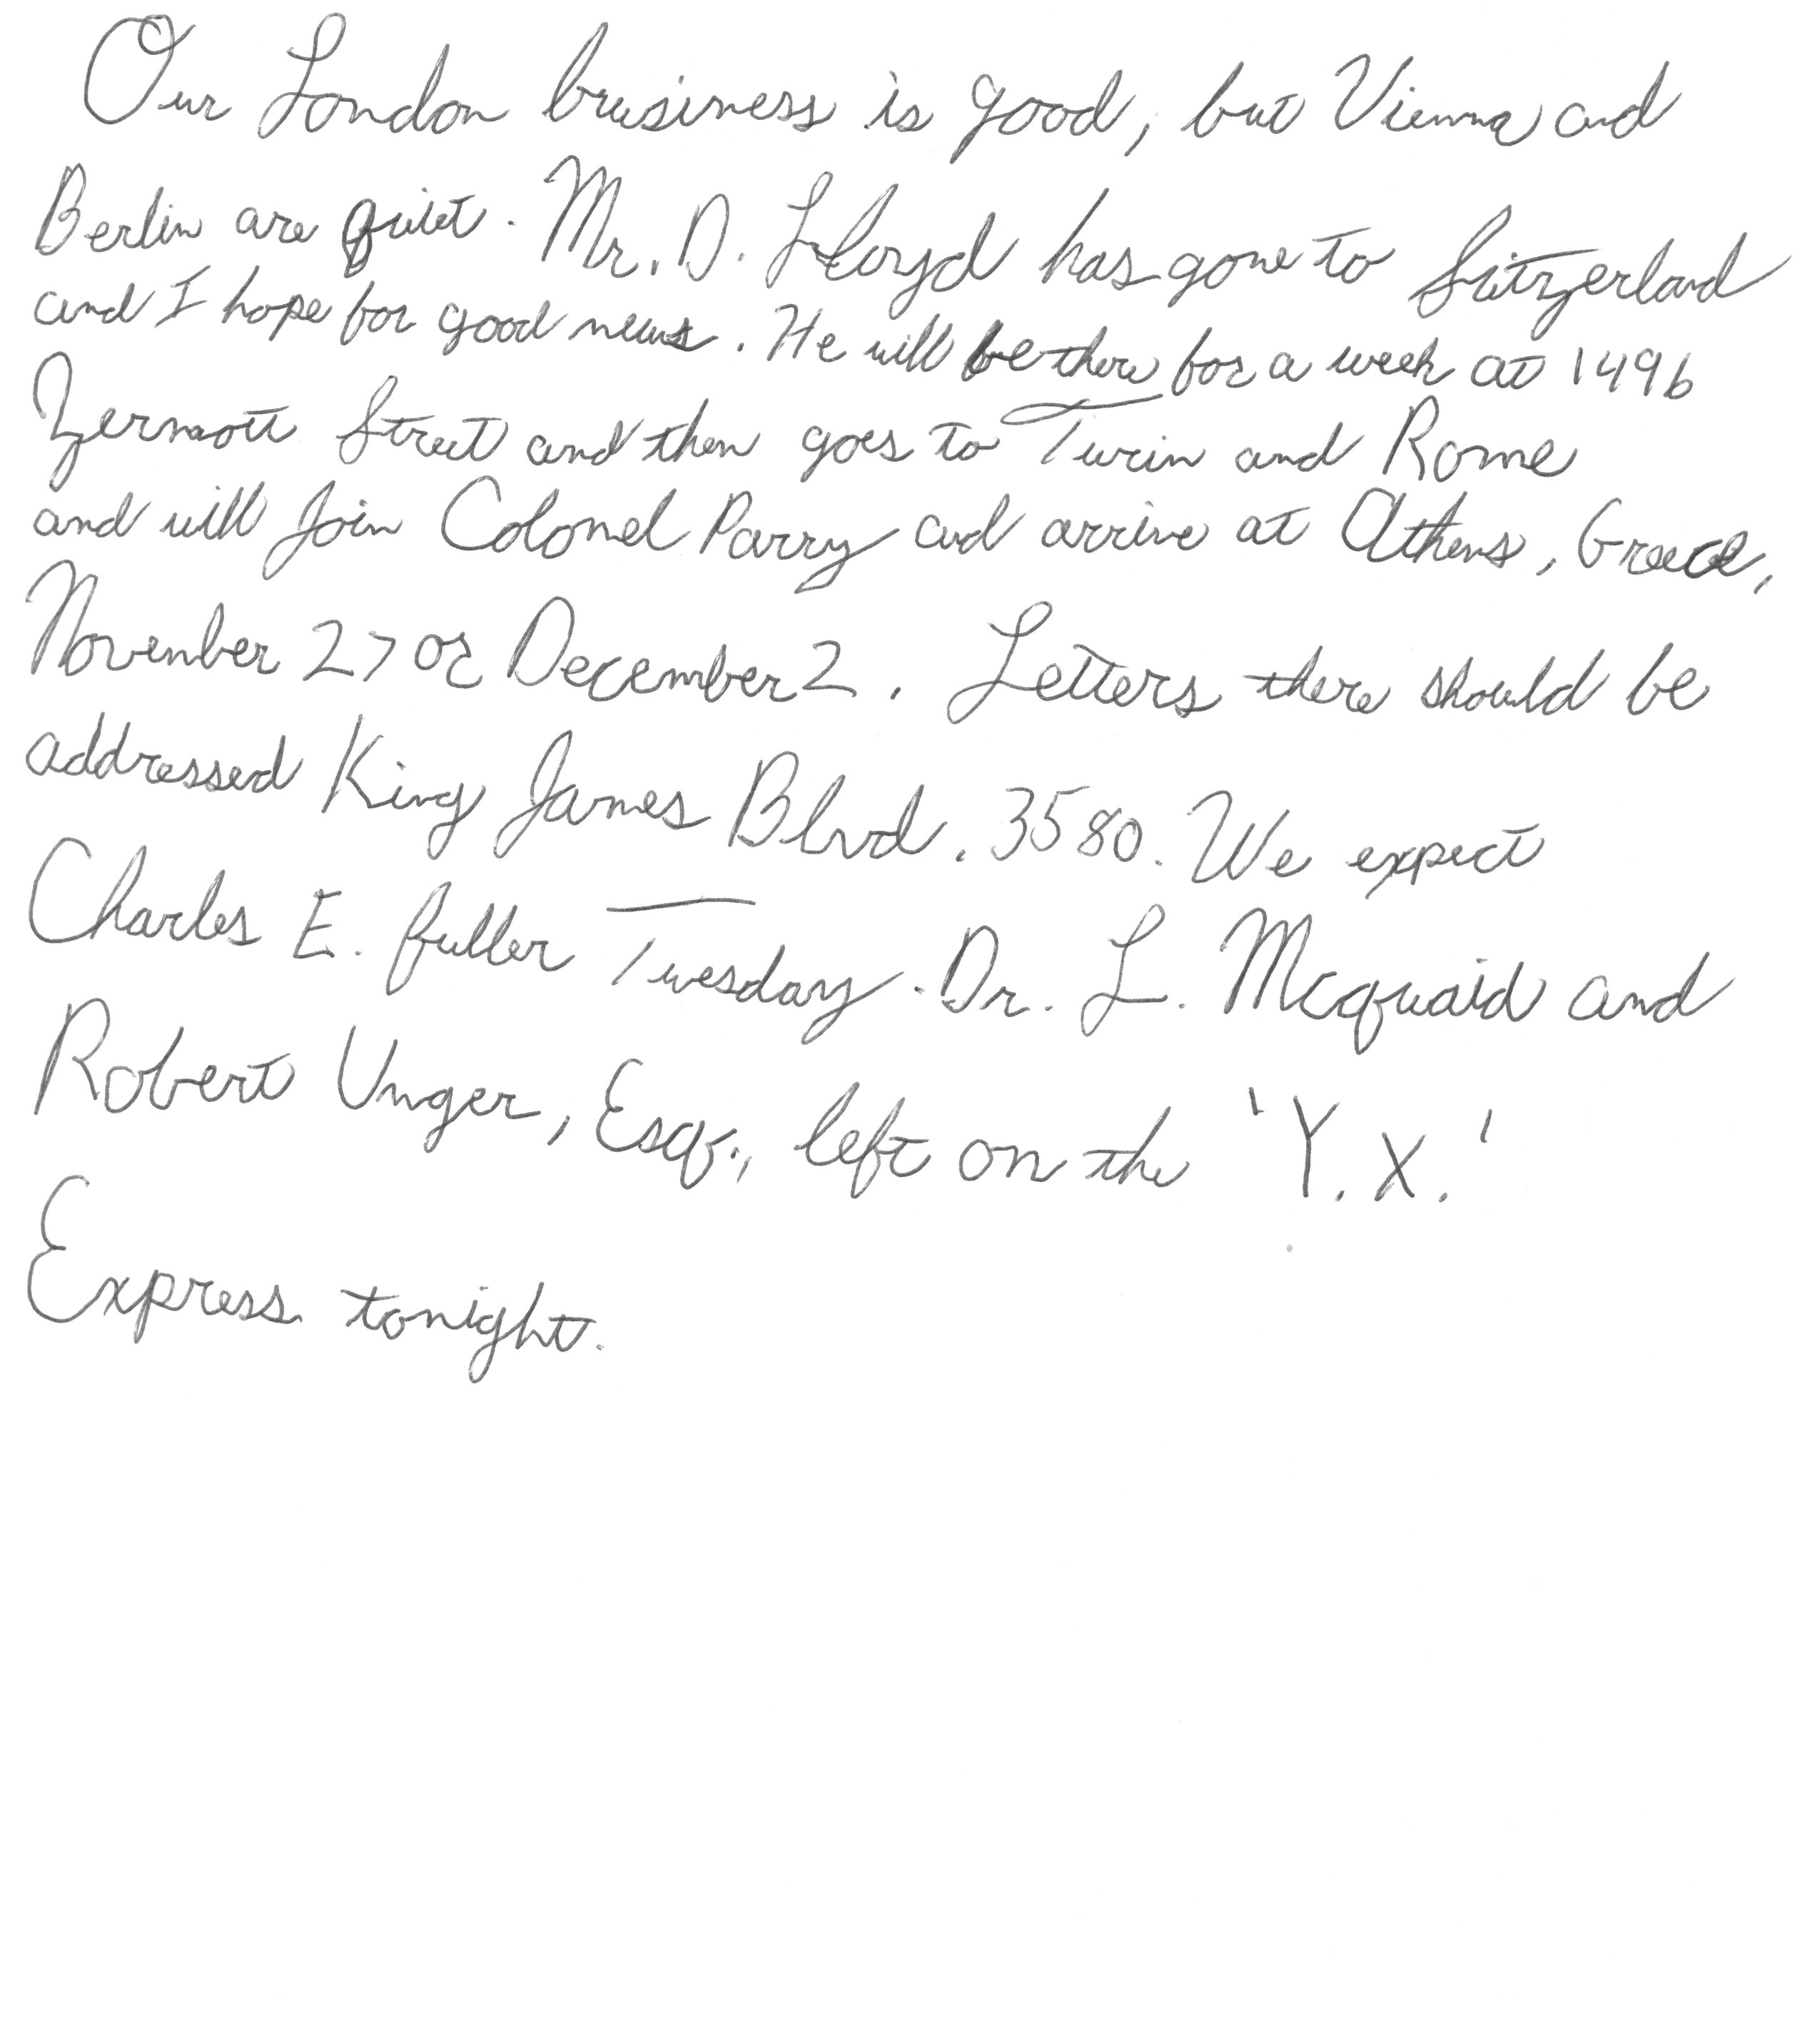 Our London business is good, but Vienna and
Berlin are quiet. Mr. D. Lloyd has gone to Sitzerland
and I hope for good news. He will be there for a week at 1496
Zermott Street and then goes to Turin and Rome
and will join Colonel Parry and arrive at Athens, Greece,
November 27 or December 2. Letters there should be
addressed King James Blvd. 3580. We expect
Charles E. fuller Tuesday. Dr. L. Mcquaid and
Robert Unger, Esq., left on the 'Y. X.'
Express tonight.